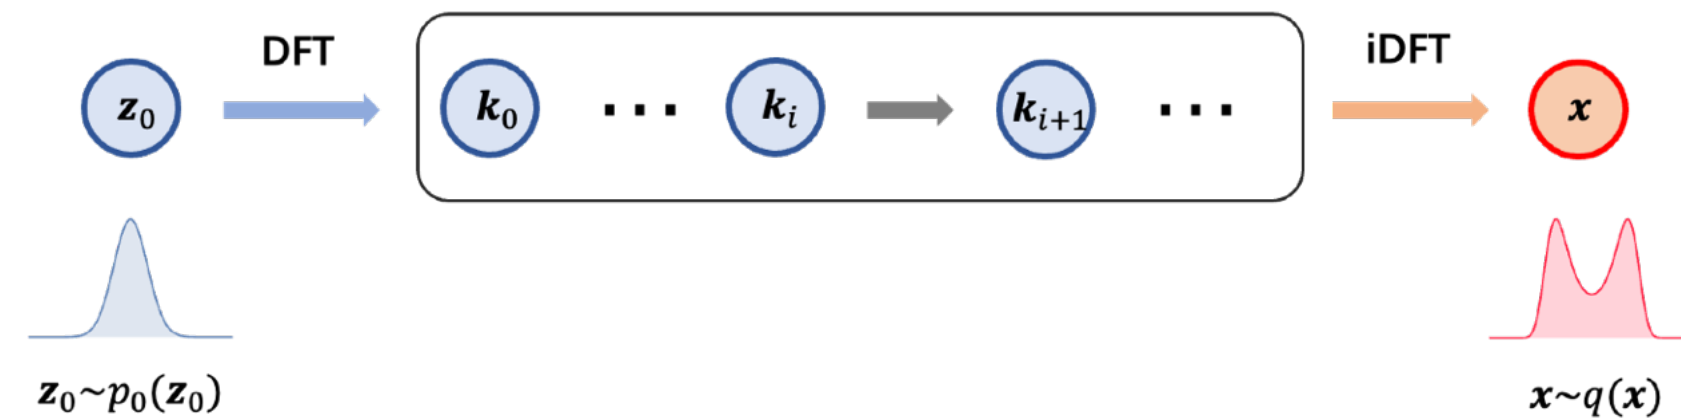 DFT
iDFT
z₀
k₀
···
kᵢ
kᵢ₊₁
···
x
z₀~p₀(z₀)
x~q(x)